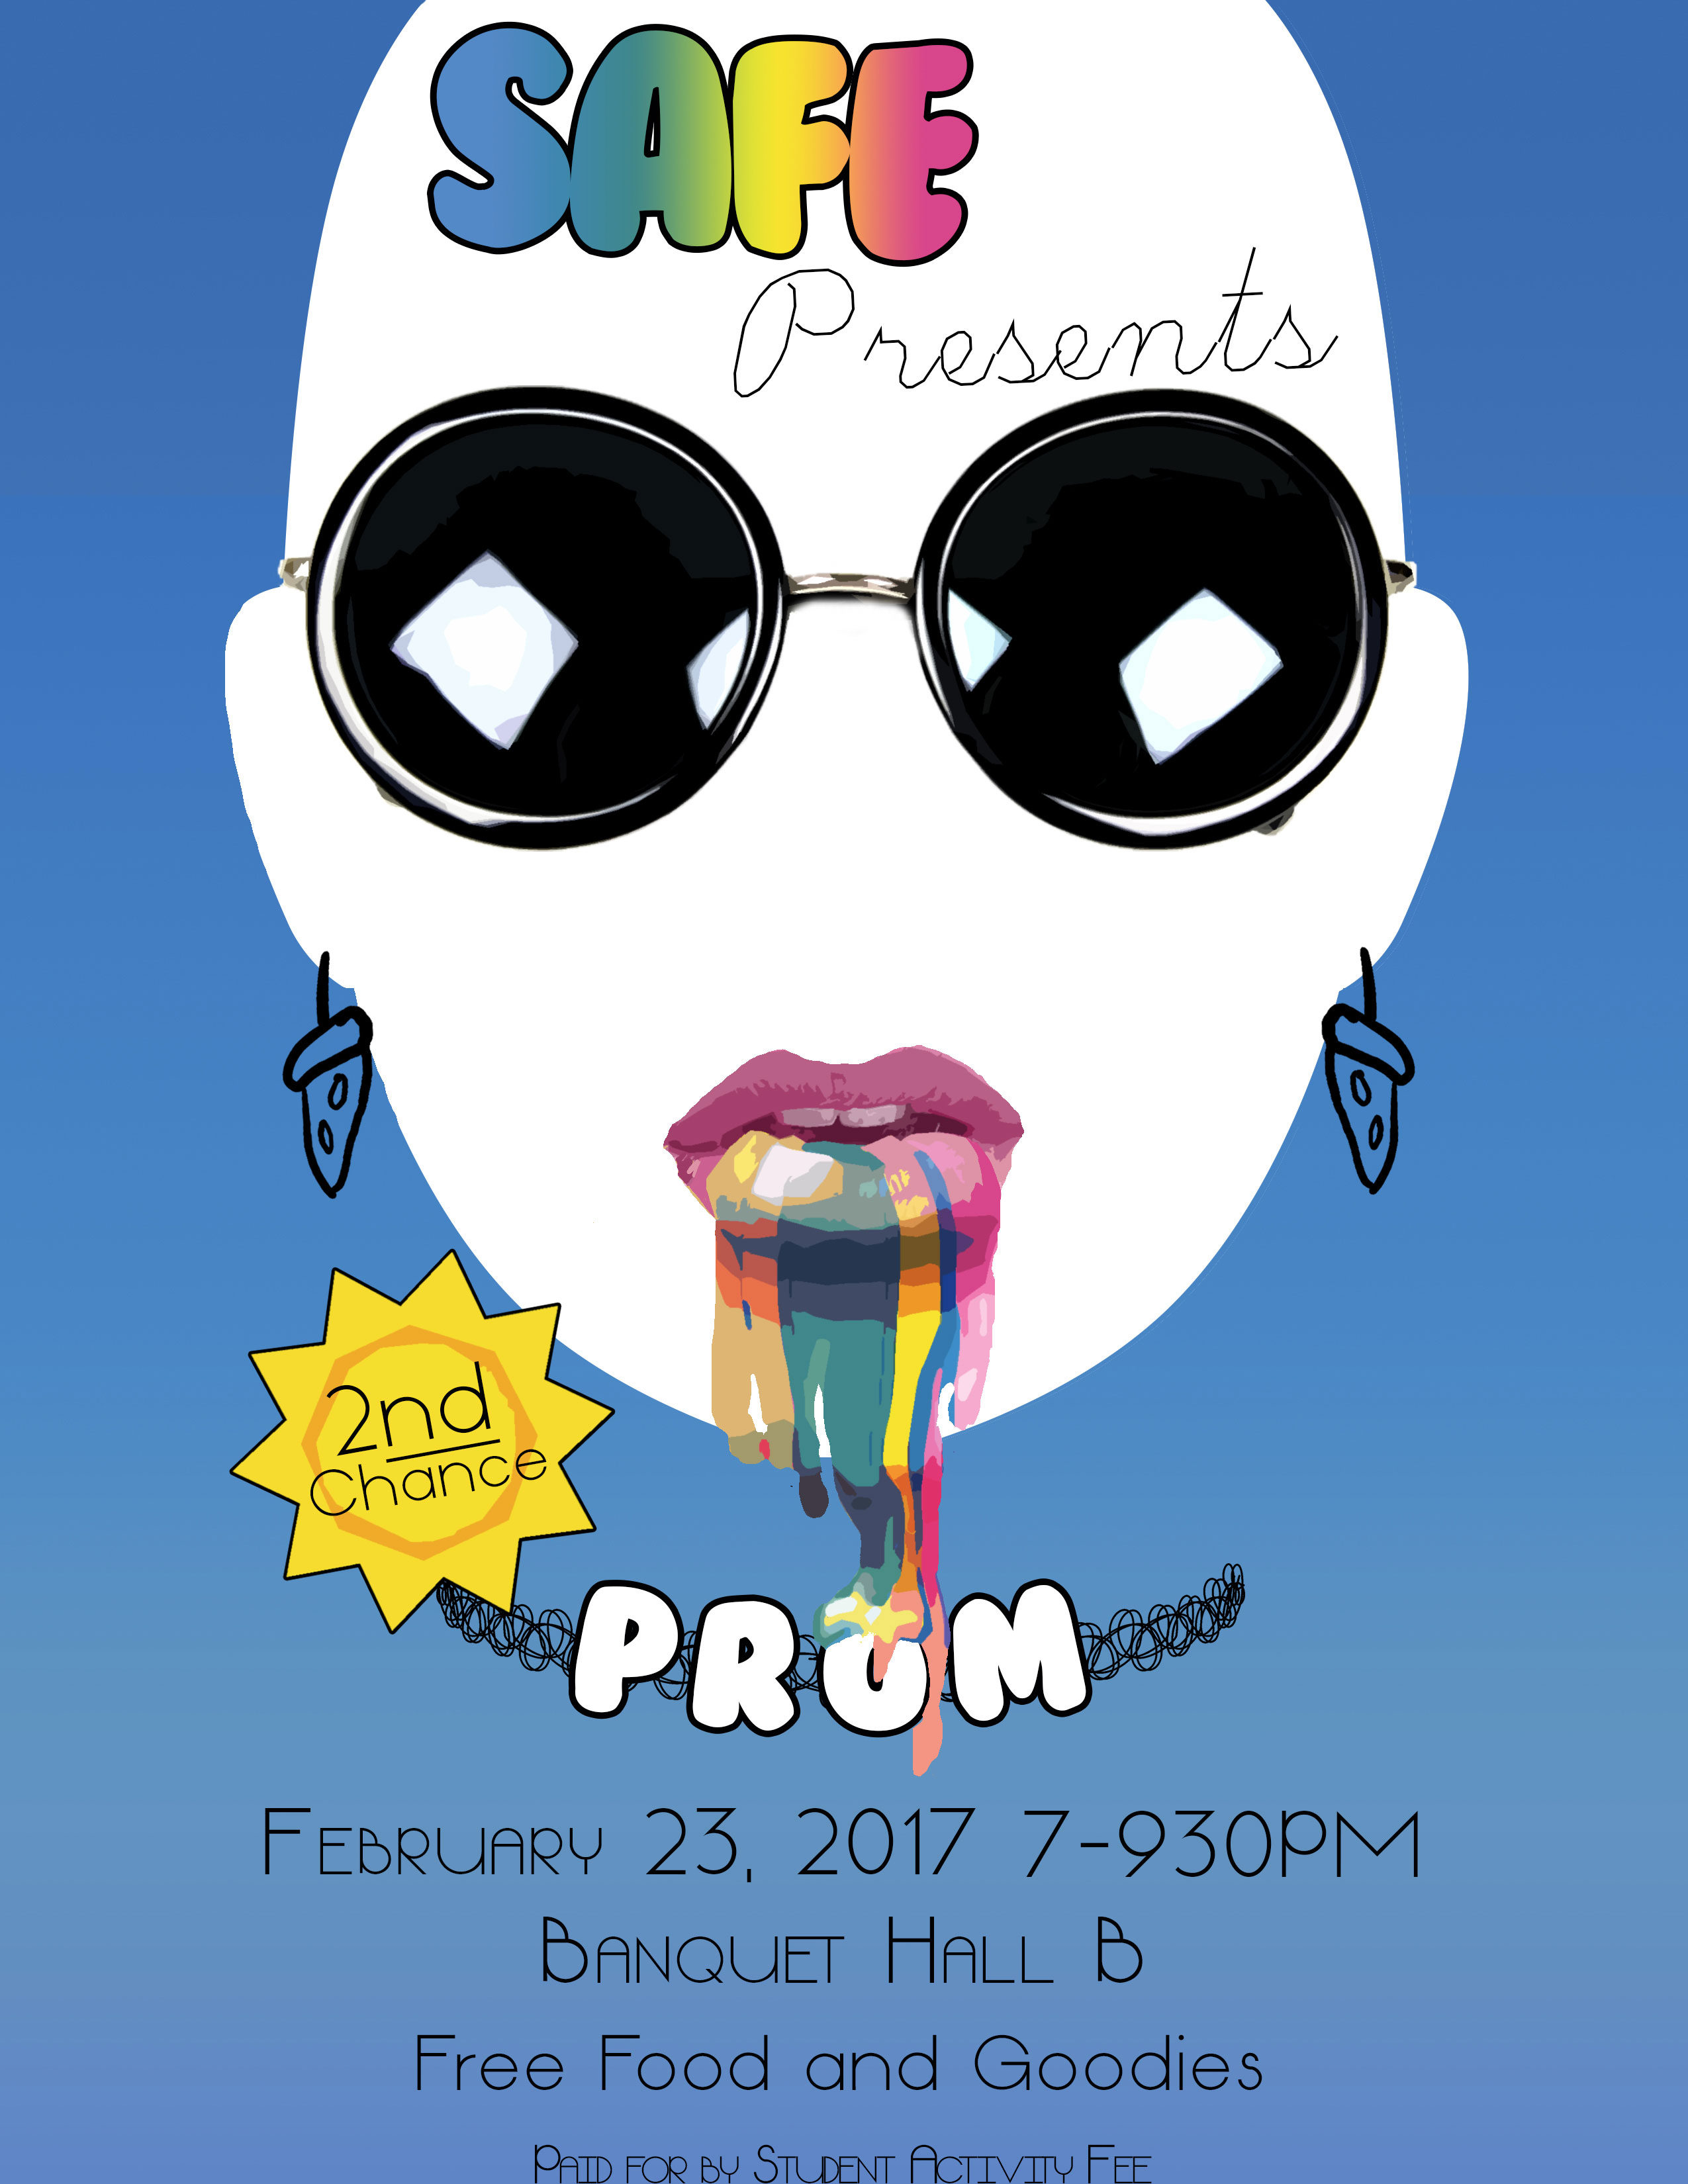 SAFE
Presents
2nd
Chance
PROM
February 23, 2017 7-930PM
Banquet Hall B
Free Food and Goodies
Paid for by Student Activity Fee